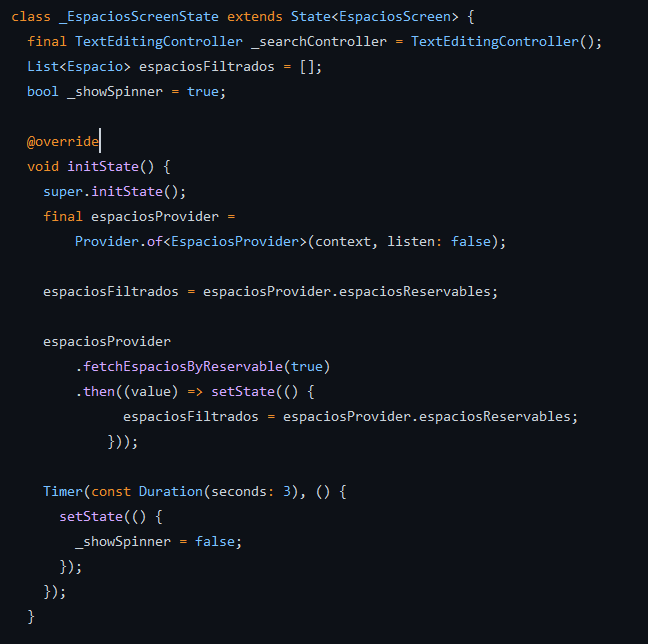 class _EspaciosScreenState extends State<EspaciosScreen> {
  final TextEditingController _searchController = TextEditingController();
  List<Espacio> espaciosFiltrados = [];
  bool _showSpinner = true;

  @override
  void initState() {
    super.initState();
    final espaciosProvider =
        Provider.of<EspaciosProvider>(context, listen: false);

    espaciosFiltrados = espaciosProvider.espaciosReservables;

    espaciosProvider
        .fetchEspaciosByReservable(true)
        .then((value) => setState(() {
              espaciosFiltrados = espaciosProvider.espaciosReservables;
            }));

    Timer(const Duration(seconds: 3), () {
      setState(() {
        _showSpinner = false;
      });
    });
  }